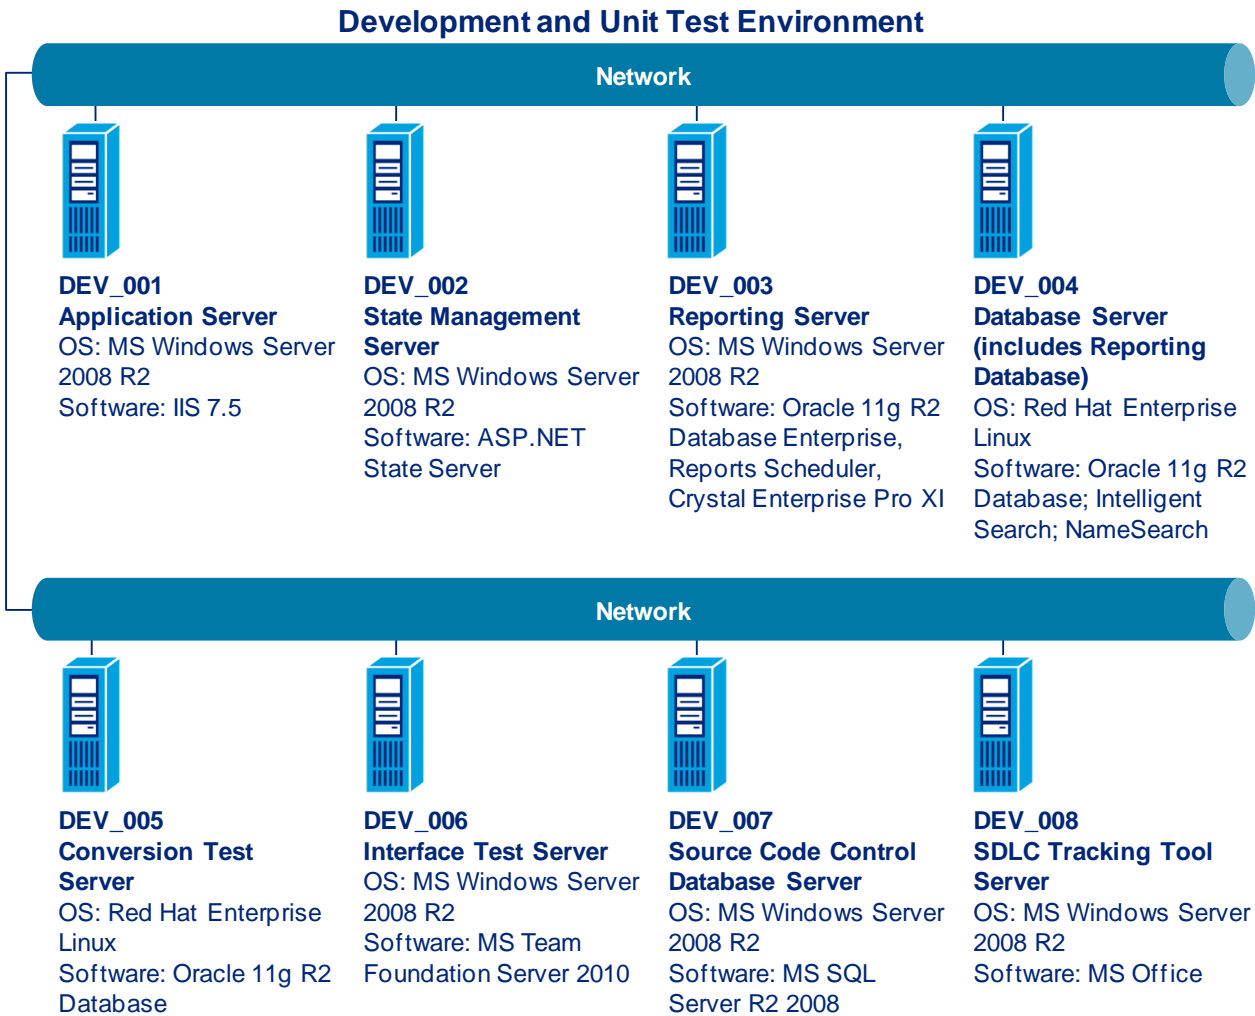 Development and Unit Test Environment
Network
DEV_001
Application Server
OS: MS Windows Server
2008 R2
Software: IIS 7.5
DEV_002
State Management
Server
OS: MS Windows Server
2008 R2
Software: ASP.NET
State Server
DEV_003
Reporting Server
OS: MS Windows Server
2008 R2
Software: Oracle 11g R2
Database Enterprise,
Reports Scheduler,
Crystal Enterprise Pro XI
DEV_004
Database Server
(includes Reporting
Database)
OS: Red Hat Enterprise
Linux
Software: Oracle 11g R2
Database; Intelligent
Search; NameSearch
Network
DEV_005
Conversion Test
Server
OS: Red Hat Enterprise
Linux
Software: Oracle 11g R2
Database
DEV_006
Interface Test Server
OS: MS Windows Server
2008 R2
Software: MS Team
Foundation Server 2010
DEV_007
Source Code Control
Database Server
OS: MS Windows Server
2008 R2
Software: MS SQL
Server R2 2008
DEV_008
SDLC Tracking Tool
Server
OS: MS Windows Server
2008 R2
Software: MS Office